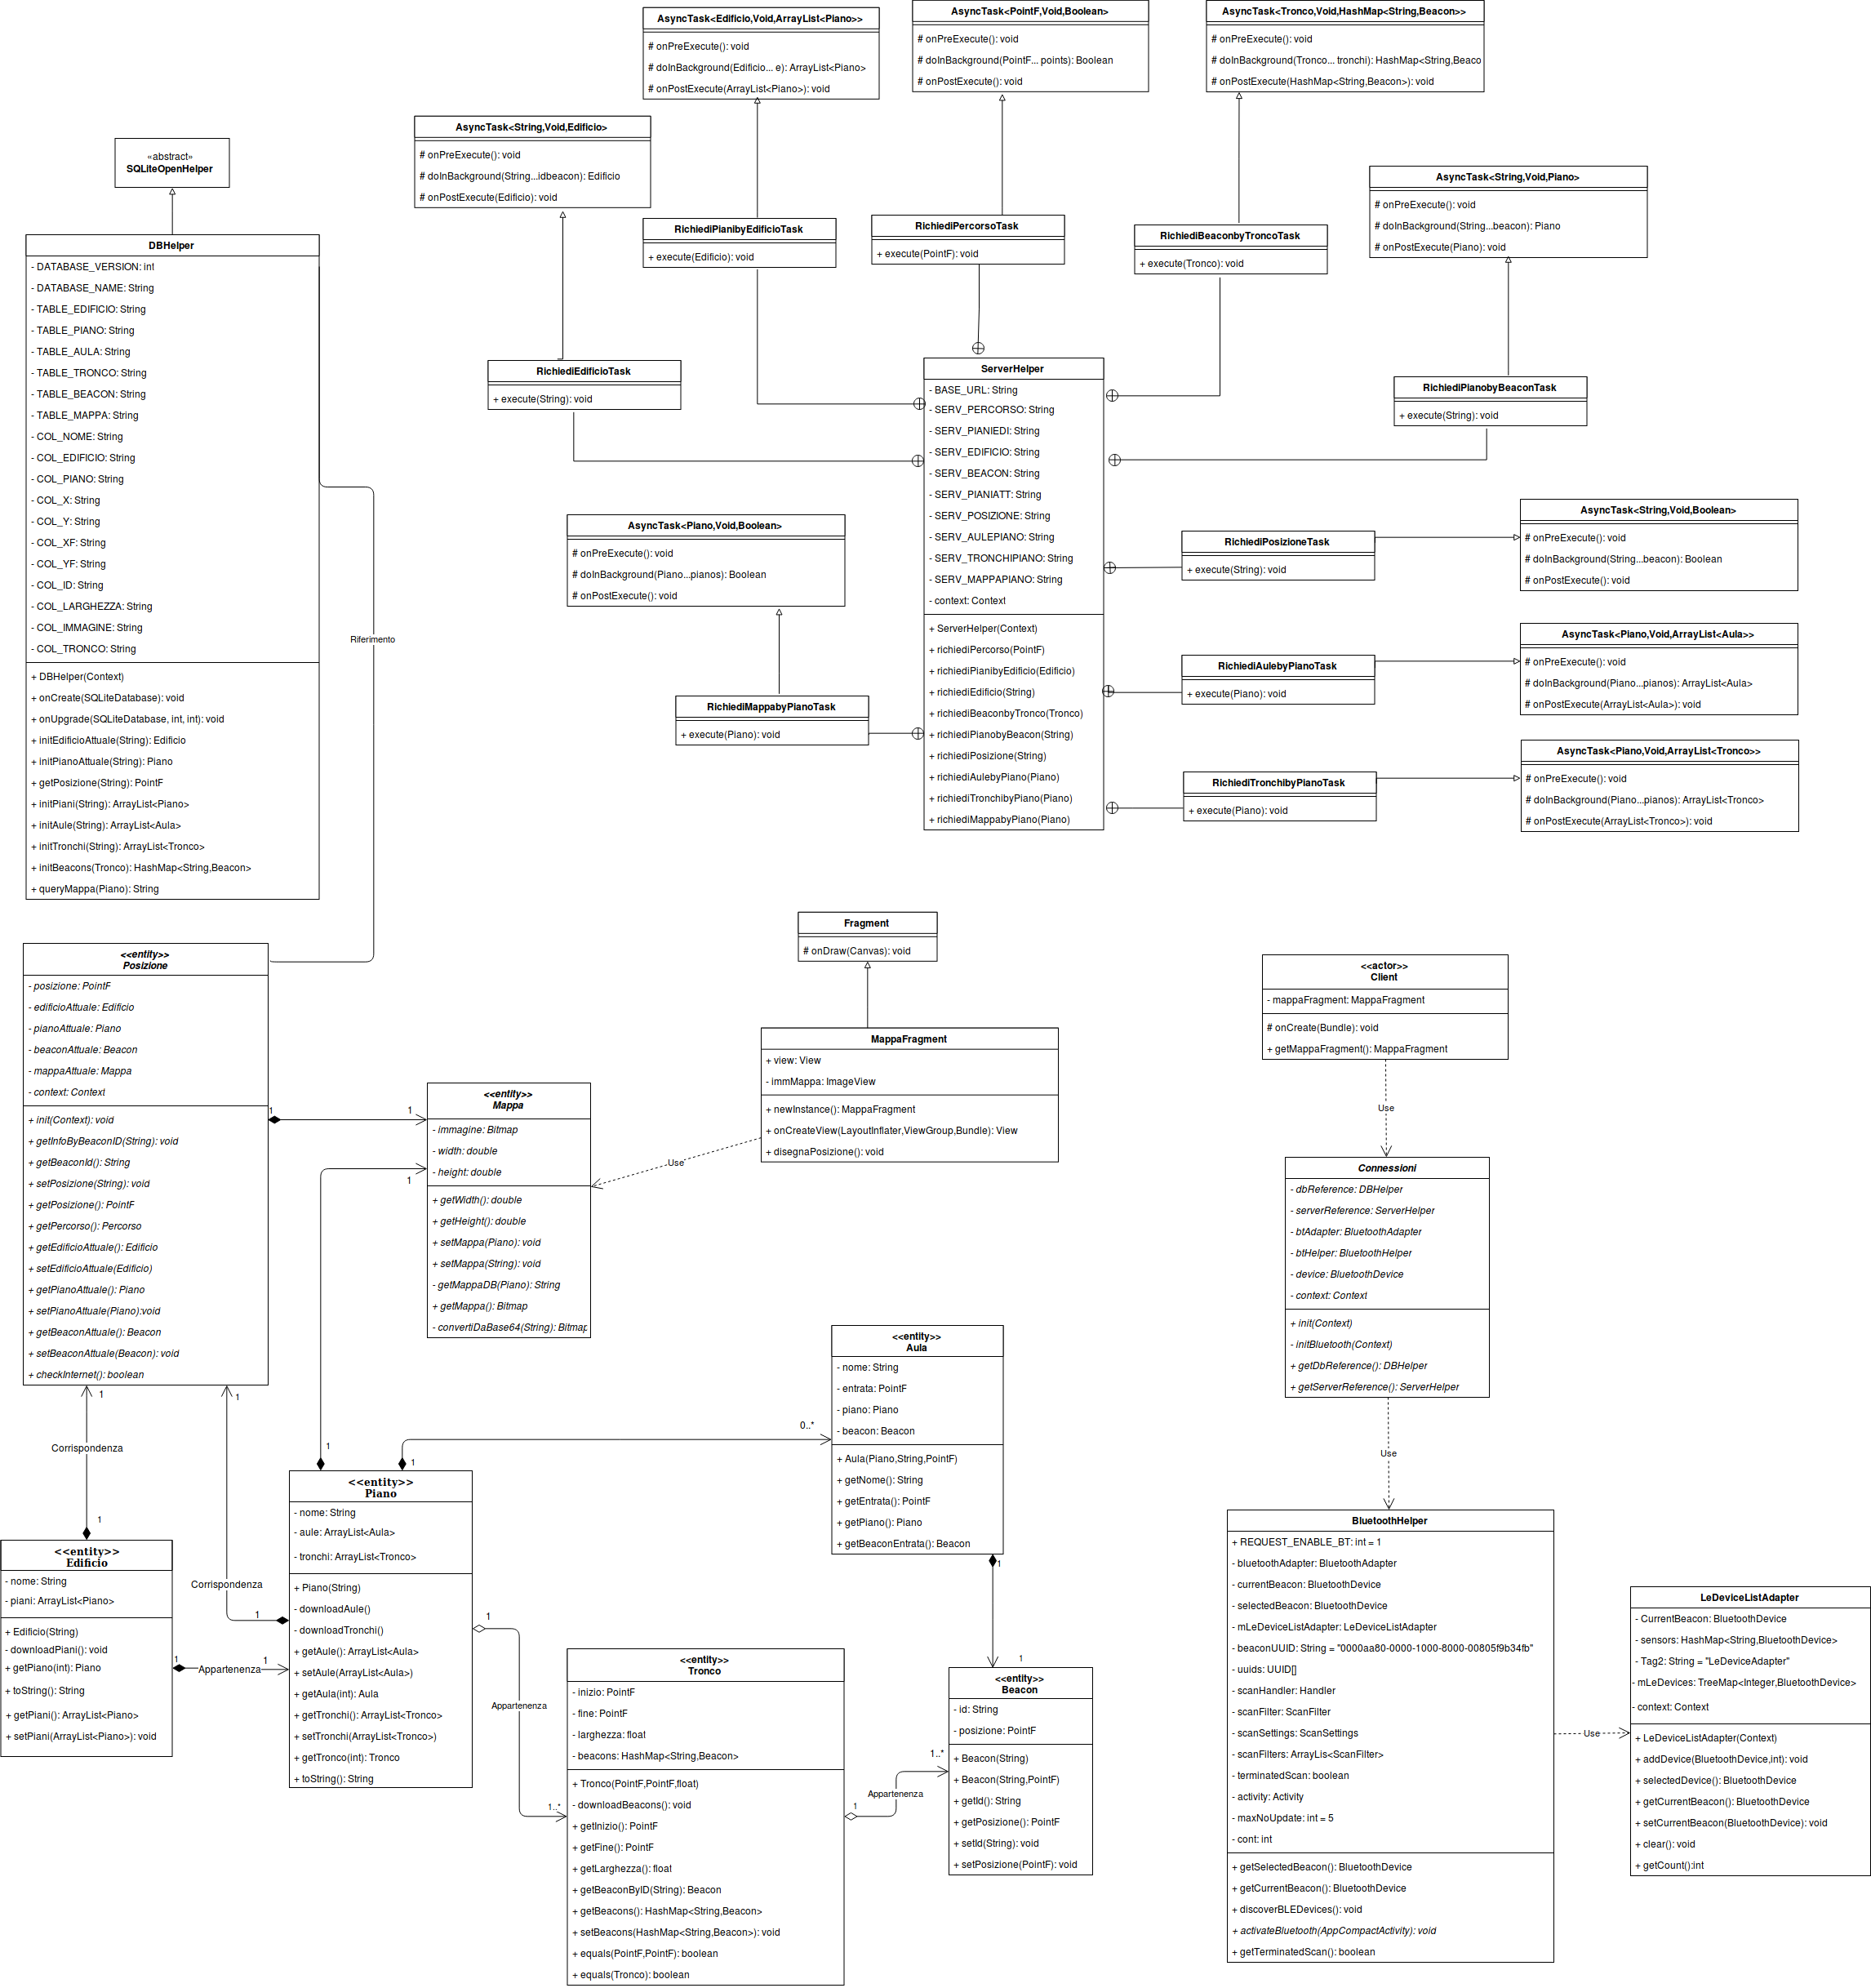 AsyncTask<Edificio,Void,ArrayList<Piano>>
# onPreExecute(): void
# doInBackground(Edificio... e): ArrayList<Piano>
# onPostExecute(ArrayList<Piano>): void
AsyncTask<PointF,Void,Boolean>
# onPreExecute(): void
# doInBackground(PointF... points): Boolean
# onPostExecute(): void
AsyncTask<Tronco,Void,HashMap<String,Beacon>>
# onPreExecute(): void
# doInBackground(Tronco... tronchi): HashMap<String,Beaco
# onPostExecute(HashMap<String,Beacon>): void
AsyncTask<String,Void,Edificio>
# onPreExecute(): void
# doInBackground(String...idbeacon): Edificio
# onPostExecute(Edificio): void
«abstract»
SQLiteOpenHelper
AsyncTask<String,Void,Piano>
# onPreExecute(): void
# doInBackground(String...beacon): Piano
# onPostExecute(Piano): void
RichiediPianibyEdificioTask
+ execute(Edificio): void
RichiediPercorsoTask
+ execute(PointF): void
RichiediBeaconbyTroncoTask
+ execute(Tronco): void
DBHelper
- DATABASE_VERSION: int
- DATABASE_NAME: String
- TABLE_EDIFICIO: String
- TABLE_PIANO: String
- TABLE_AULA: String
- TABLE_TRONCO: String
- TABLE_BEACON: String
- TABLE_MAPPA: String
- COL_NOME: String
- COL_EDIFICIO: String
- COL_PIANO: String
- COL_X: String
- COL_Y: String
- COL_XF: String
- COL_YF: String
- COL_ID: String
- COL_LARGHEZZA: String
- COL_IMMAGINE: String
- COL_TRONCO: String
+ DBHelper(Context)
+ onCreate(SQLiteDatabase): void
+ onUpgrade(SQLiteDatabase, int, int): void
+ initEdificioAttuale(String): Edificio
+ initPianoAttuale(String): Piano
+ getPosizione(String): PointF
+ initPiani(String): ArrayList<Piano>
+ initAule(String): ArrayList<Aula>
+ initTronchi(String): ArrayList<Tronco>
+ initBeacons(Tronco): HashMap<String,Beacon>
+ queryMappa(Piano): String
Riferimento
RichiediEdificioTask
+ execute(String): void
ServerHelper
- BASE_URL: String
- SERV_PERCORSO: String
- SERV_PIANIEDI: String
- SERV_EDIFICIO: String
- SERV_BEACON: String
- SERV_PIANIATT: String
- SERV_POSIZIONE: String
- SERV_AULEPIANO: String
- SERV_TRONCHIPIANO: String
- SERV_MAPPAPIANO: String
- context: Context
+ ServerHelper(Context)
+ richiediPercorso(PointF)
+ richiediPianibyEdificio(Edificio)
+ richiediEdificio(String)
+ richiediBeaconbyTronco(Tronco)
+ richiediPianobyBeacon(String)
+ richiediPosizione(String)
+ richiediAulebyPiano(Piano)
+ richiediTronchibyPiano(Piano)
+ richiediMappabyPiano(Piano)
RichiediPianobyBeaconTask
+ execute(String): void
AsyncTask<Piano,Void,Boolean>
# onPreExecute(): void
# doInBackground(Piano...pianos): Boolean
# onPostExecute(): void
RichiediMappabyPianoTask
+ execute(Piano): void
RichiediPosizioneTask
+ execute(String): void
AsyncTask<String,Void,Boolean>
# onPreExecute(): void
# doInBackground(String...beacon): Boolean
# onPostExecute(): void
RichiediAulebyPianoTask
+ execute(Piano): void
AsyncTask<Piano,Void,ArrayList<Aula>>
# onPreExecute(): void
# doInBackground(Piano...pianos): ArrayList<Aula>
# onPostExecute(ArrayList<Aula>): void
RichiediTronchibyPianoTask
+ execute(Piano): void
AsyncTask<Piano,Void,ArrayList<Tronco>>
# onPreExecute(): void
# doInBackground(Piano...pianos): ArrayList<Tronco>
# onPostExecute(ArrayList<Tronco>): void
<<entity>>
Posizione
- posizione: PointF
- edificioAttuale: Edificio
- pianoAttuale: Piano
- beaconAttuale: Beacon
- mappaAttuale: Mappa
- context: Context
+ init(Context): void
+ getInfoByBeaconID(String): void
+ getBeaconId(): String
+ setPosizione(String): void
+ getPosizione(): PointF
+ getPercorso(): Percorso
+ getEdificioAttuale(): Edificio
+ setEdificioAttuale(Edificio)
+ getPianoAttuale(): Piano
+ setPianoAttuale(Piano):void
+ getBeaconAttuale(): Beacon
+ setBeaconAttuale(Beacon): void
+ checkInternet(): boolean
1
1
1
<<entity>>
Mappa
- immagine: Bitmap
- width: double
- height: double
+ getWidth(): double
+ getHeight(): double
+ setMappa(Piano): void
+ setMappa(String): void
- getMappaDB(Piano): String
+ getMappa(): Bitmap
- convertiDaBase64(String): Bitmap
Use
Fragment
# onDraw(Canvas): void
MappaFragment
+ view: View
- immMappa: ImageView
+ newInstance(): MappaFragment
+ onCreateView(LayoutInflater,ViewGroup,Bundle): View
+ disegnaPosizione(): void
<<actor>>
Client
- mappaFragment: MappaFragment
# onCreate(Bundle): void
+ getMappaFragment(): MappaFragment
Use
Connessioni
- dbReference: DBHelper
- serverReference: ServerHelper
- btAdapter: BluetoothAdapter
- btHelper: BluetoothHelper
- device: BluetoothDevice
- context: Context
+ init(Context)
- initBluetooth(Context)
+ getDbReference(): DBHelper
+ getServerReference(): ServerHelper
Use
1
1
Corrispondenza
1
1
1
0..*
<<entity>>
Aula
- nome: String
- entrata: PointF
- piano: Piano
- beacon: Beacon
+ Aula(Piano,String,PointF)
+ getNome(): String
+ getEntrata(): PointF
+ getPiano(): Piano
+ getBeaconEntrata(): Beacon
1
1
<<entity>>
Edificio
- nome: String
- piani: ArrayList<Piano>
+ Edificio(String)
- downloadPiani(): void
+ getPiano(int): Piano
+ toString(): String
+ getPiani(): ArrayList<Piano>
+ setPiani(ArrayList<Piano>): void
Corrispondenza
1
1
Appartenenza
1
<<entity>>
Piano
- nome: String
- aule: ArrayList<Aula>
- tronchi: ArrayList<Tronco>
+ Piano(String)
- downloadAule()
- downloadTronchi()
+ getAule(): ArrayList<Aula>
+ setAule(ArrayList<Aula>)
+ getAula(int): Aula
+ getTronchi(): ArrayList<Tronco>
+ setTronchi(ArrayList<Tronco>)
+ getTronco(int): Tronco
+ toString(): String
1
Appartenenza
1..*
<<entity>>
Tronco
- inizio: PointF
- fine: PointF
- larghezza: float
- beacons: HashMap<String,Beacon>
+ Tronco(PointF,PointF,float)
- downloadBeacons(): void
+ getInizio(): PointF
+ getFine(): PointF
+ getLarghezza(): float
+ getBeaconByID(String): Beacon
+ getBeacons(): HashMap<String,Beacon>
+ setBeacons(HashMap<String,Beacon>): void
+ equals(PointF,PointF): boolean
+ equals(Tronco): boolean
1
Appartenenza
1..*
<<entity>>
Beacon
- id: String
- posizione: PointF
+ Beacon(String)
+ Beacon(String,PointF)
+ getId(): String
+ getPosizione(): PointF
+ setId(String): void
+ setPosizione(PointF): void
BluetoothHelper
+ REQUEST_ENABLE_BT: int = 1
- bluetoothAdapter: BluetoothAdapter
- currentBeacon: BluetoothDevice
- selectedBeacon: BluetoothDevice
- mLeDeviceListAdapter: LeDeviceListAdapter
- beaconUUID: String = "0000aa80-0000-1000-8000-00805f9b34fb"
- uuids: UUID[]
- scanHandler: Handler
- scanFilter: ScanFilter
- scanSettings: ScanSettings
- scanFilters: ArrayLis<ScanFilter>
- terminatedScan: boolean
- activity: Activity
- maxNoUpdate: int = 5
- cont: int
+ getSelectedBeacon(): BluetoothDevice
+ getCurrentBeacon(): BluetoothDevice
+ discoverBLEDevices(): void
+ activateBluetooth(AppCompactActivity): void
+ getTerminatedScan(): boolean
Use
LeDeviceListAdapter
- CurrentBeacon: BluetoothDevice
- sensors: HashMap<String,BluetoothDevice>
- Tag2: String = "LeDeviceAdapter"
- mLeDevices: TreeMap<Integer,BluetoothDevice>
- context: Context
+ LeDeviceListAdapter(Context)
+ addDevice(BluetoothDevice,int): void
+ selectedDevice(): BluetoothDevice
+ getCurrentBeacon(): BluetoothDevice
+ setCurrentBeacon(BluetoothDevice): void
+ clear(): void
+ getCount():int